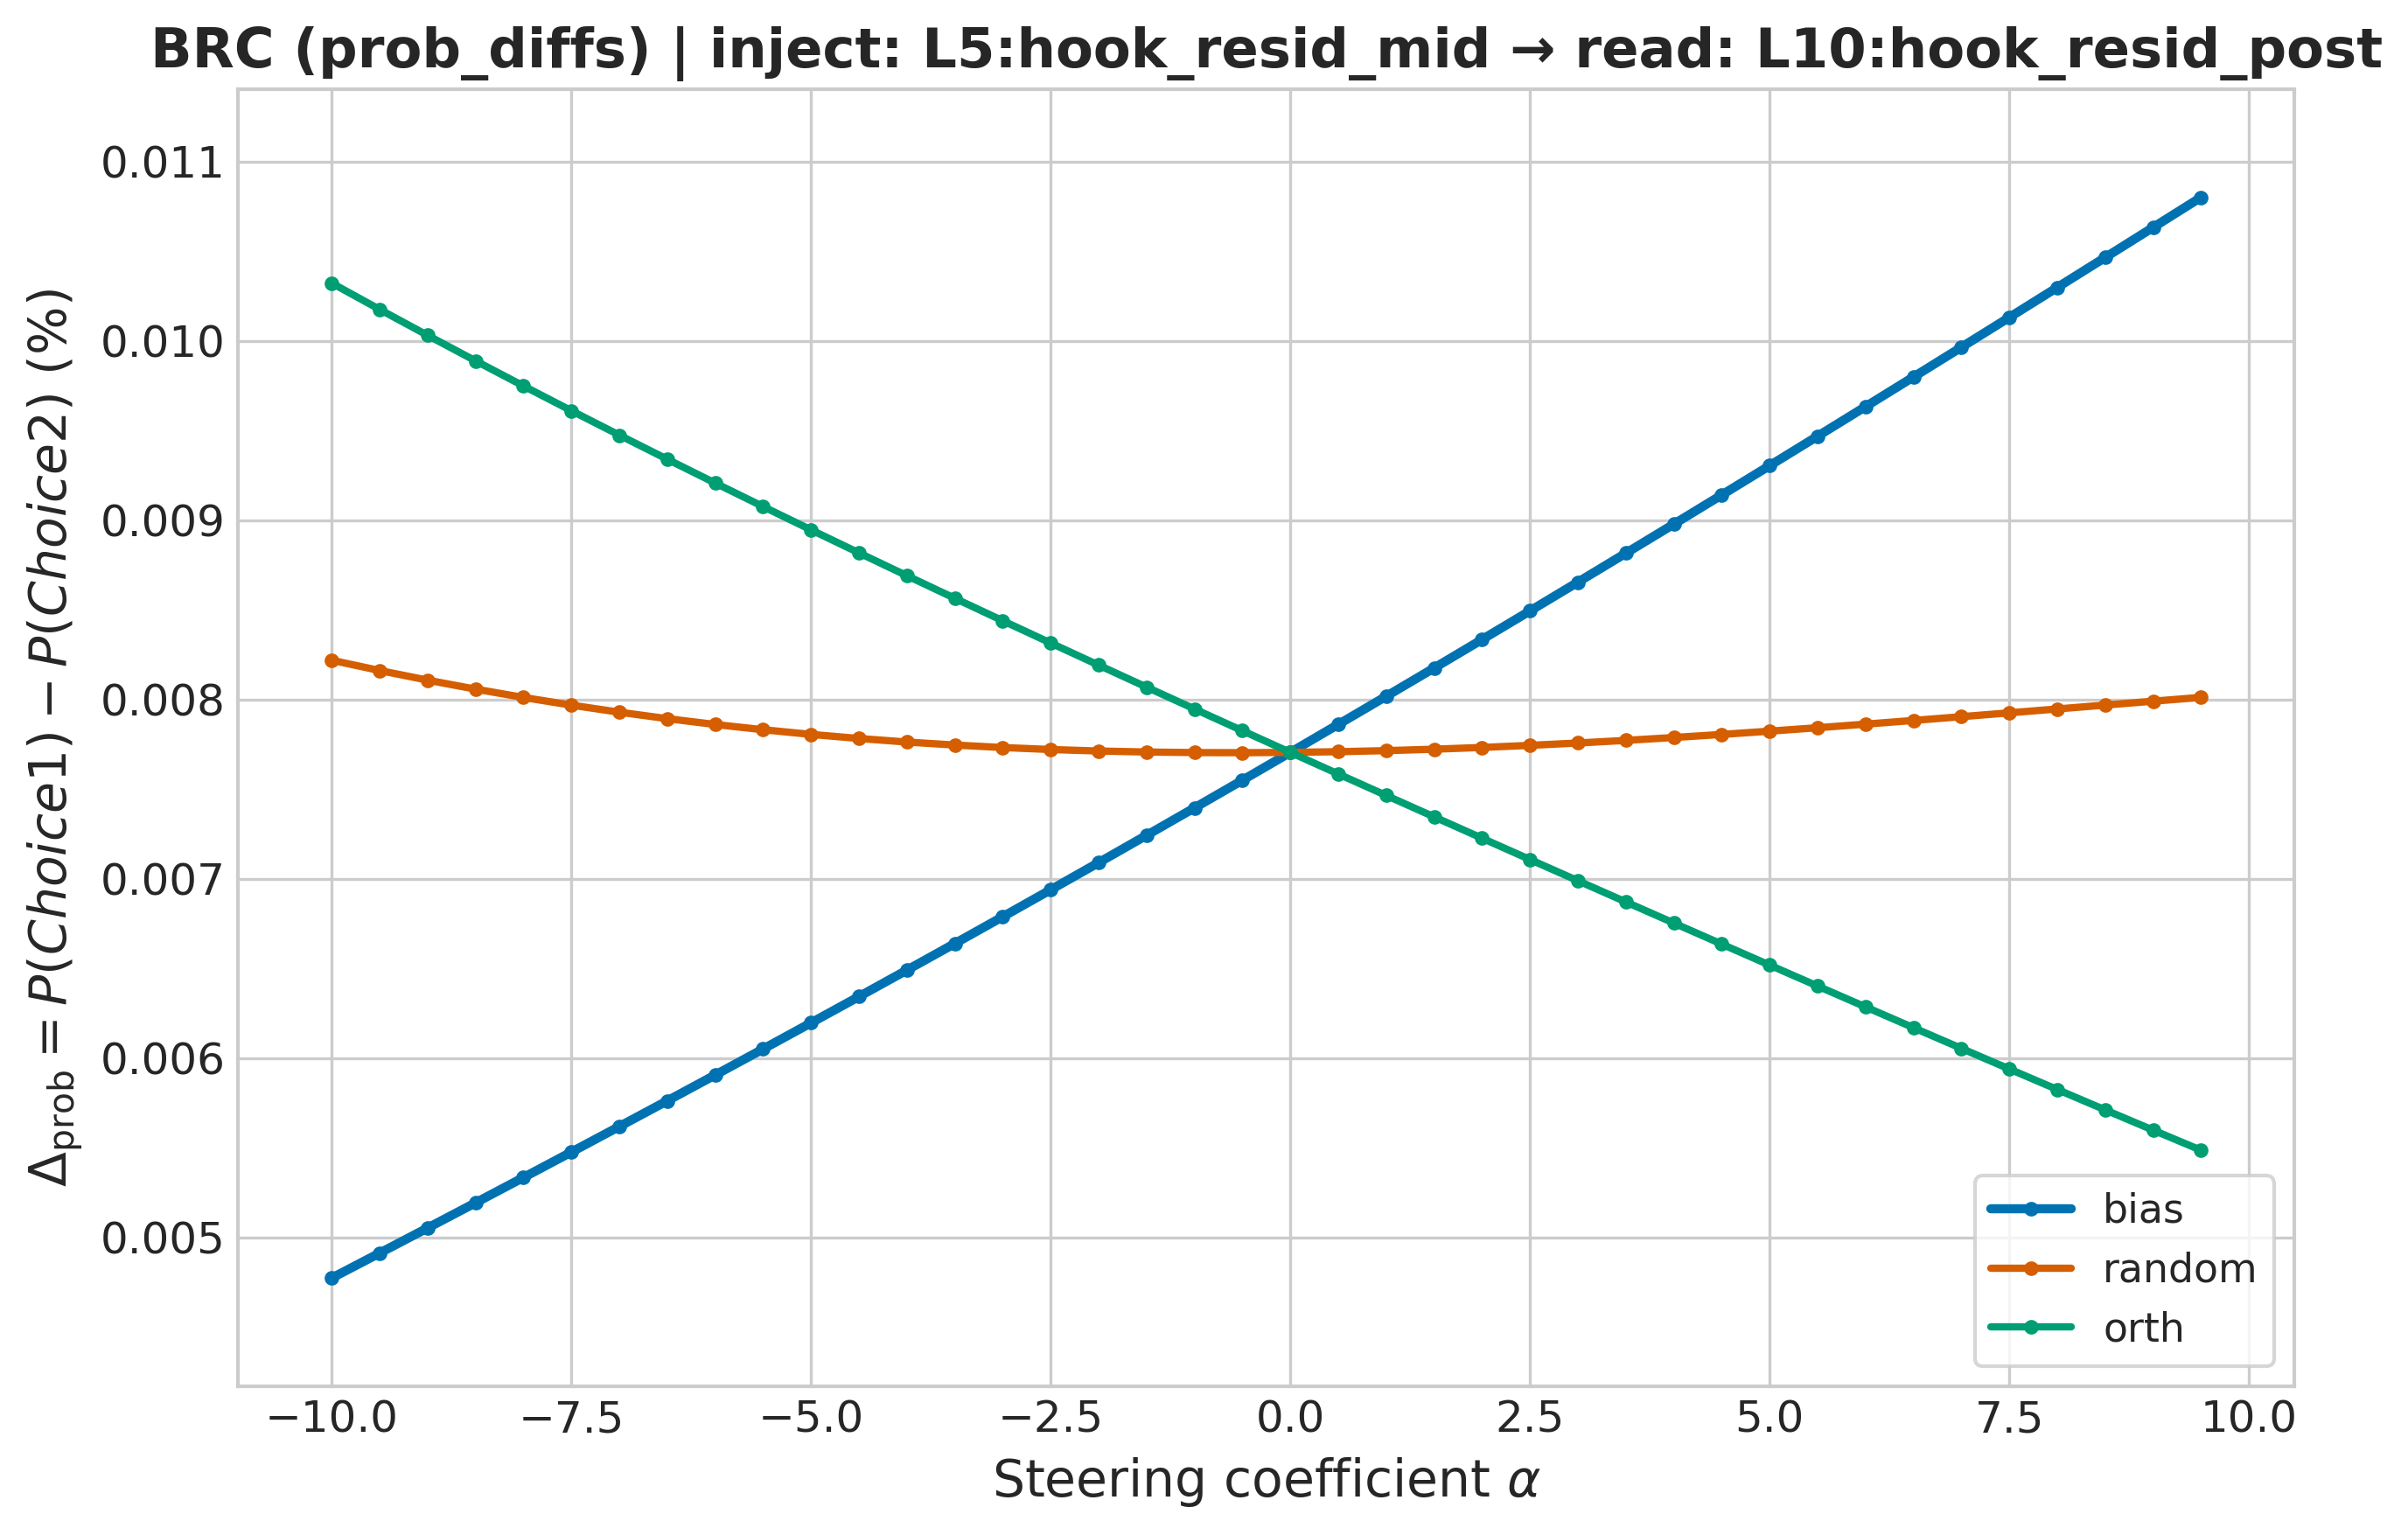 BRC (prob_diffs) | inject: L5:hook_resid_mid → read: L10:hook_resid_post
Δprob = P(Choice1) − P(Choice2) (%)
0.011
0.010
0.009
0.008
0.007
0.006
0.005
−10.0 −7.5 −5.0 −2.5 0.0 2.5 5.0 7.5 10.0
Steering coefficient α
bias
random
orth